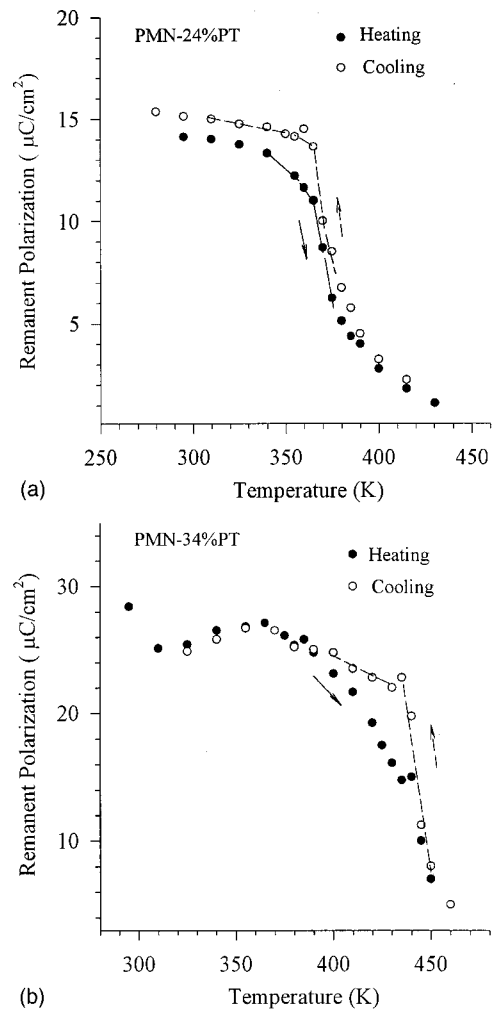 PMN-24%PT
Heating
Cooling
20
15
10
5
Remanent Polarization ( μC/cm²)
250 300 350 400 450
Temperature (K)
(a)
PMN-34%PT
Heating
Cooling
30
20
10
Remanent Polarization ( μC/cm²)
300 350 400 450
Temperature (K)
(b)